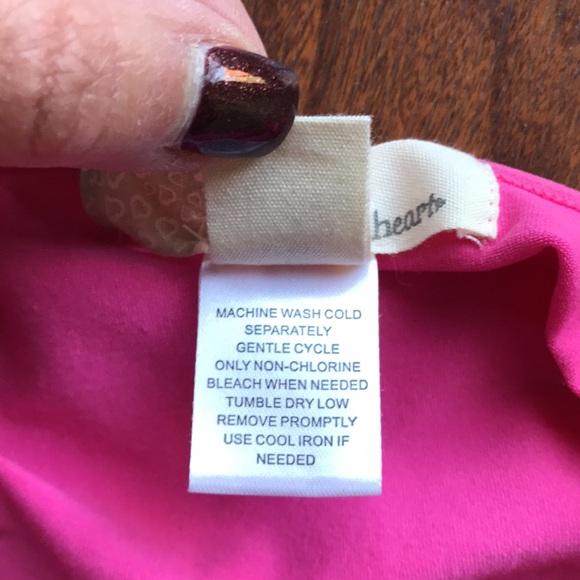 hearts
MACHINE WASH COLD
SEPARATELY
GENTLE CYCLE
ONLY NON-CHLORINE
BLEACH WHEN NEEDED
TUMBLE DRY LOW
REMOVE PROMPTLY
USE COOL IRON IF
NEEDED